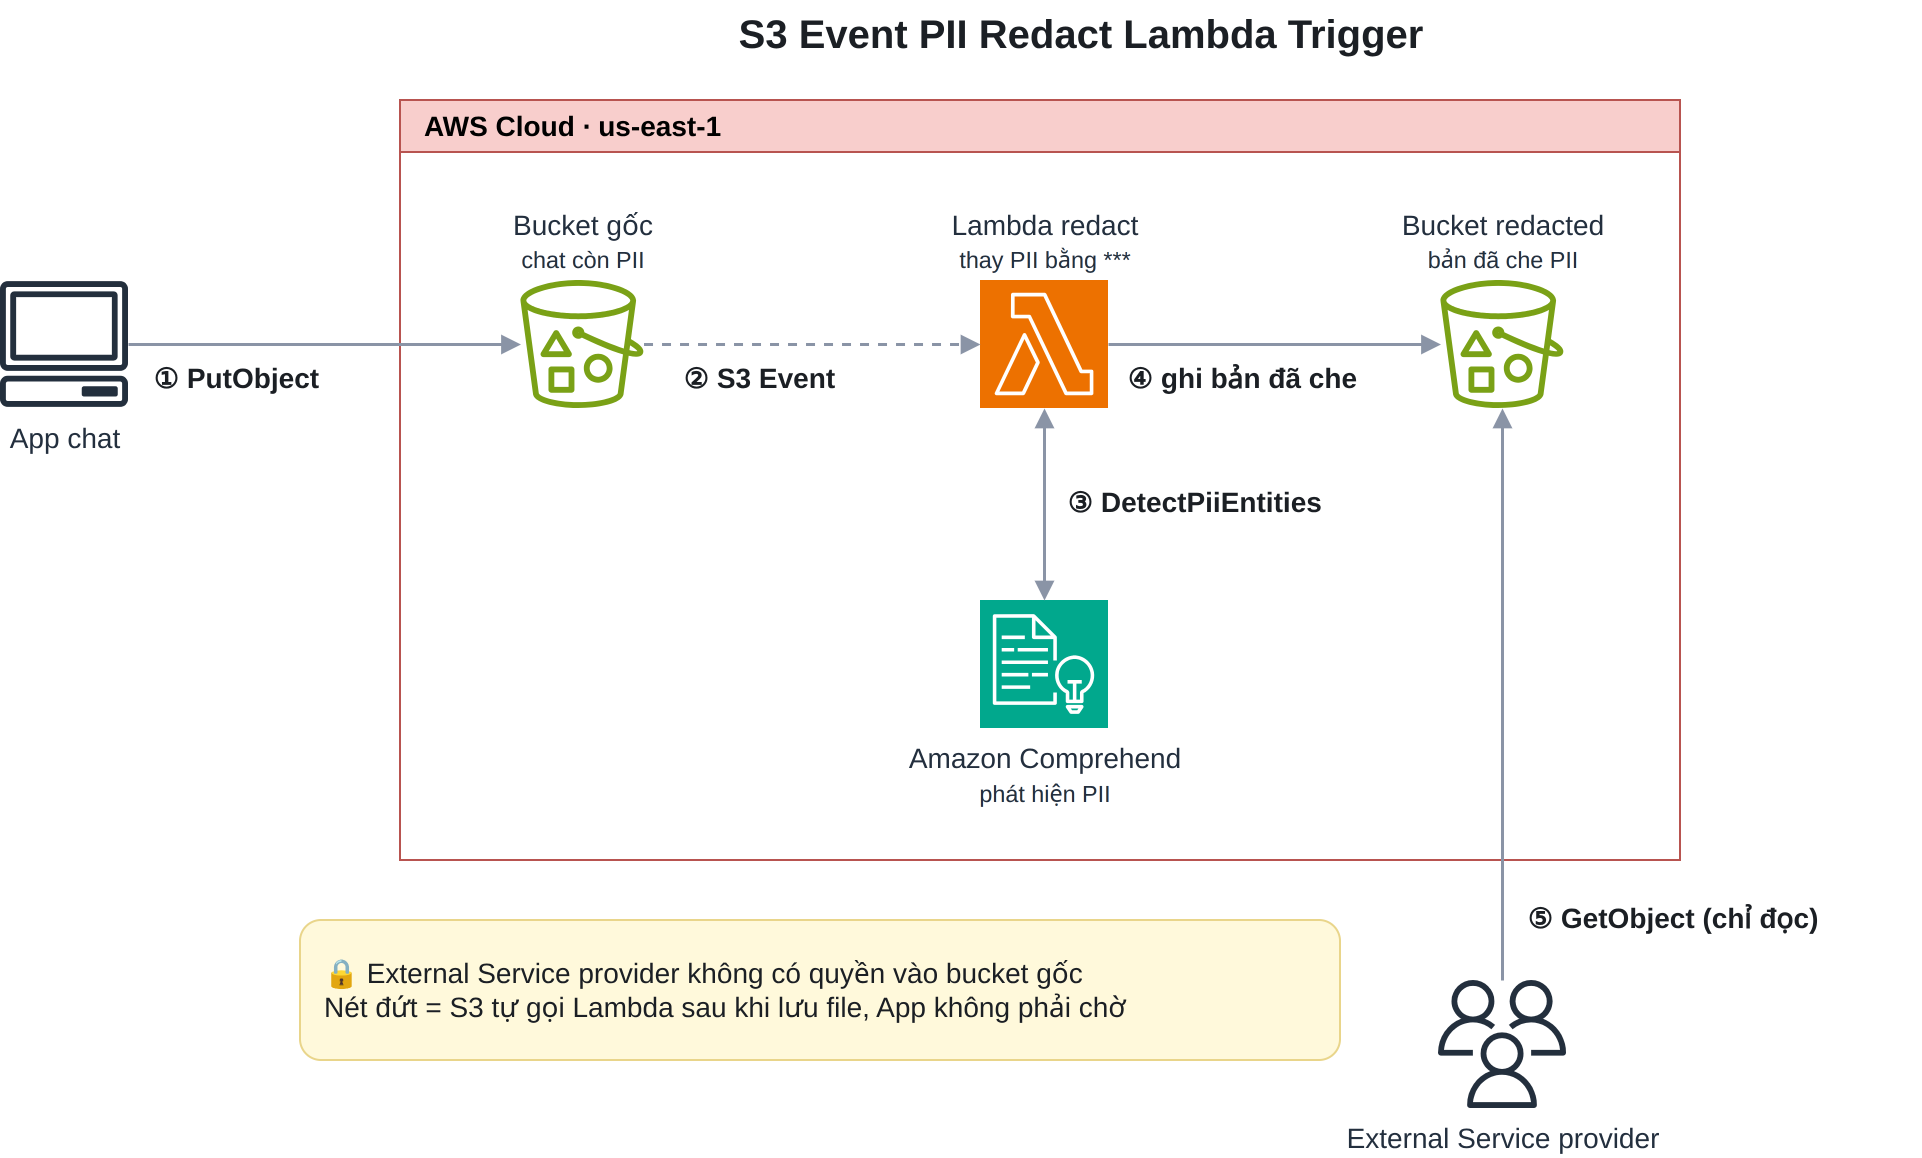 S3 Event PII Redact Lambda Trigger
AWS Cloud · us-east-1
Bucket gốc
chat còn PII
Lambda redact
thay PII bằng ***
Bucket redacted
bản đã che PII
① PutObject
② S3 Event
④ ghi bản đã che
App chat
③ DetectPiiEntities
Amazon Comprehend
phát hiện PII
⑤ GetObject (chỉ đọc)
🔒 External Service provider không có quyền vào bucket gốc
Nét đứt = S3 tự gọi Lambda sau khi lưu file, App không phải chờ
External Service provider